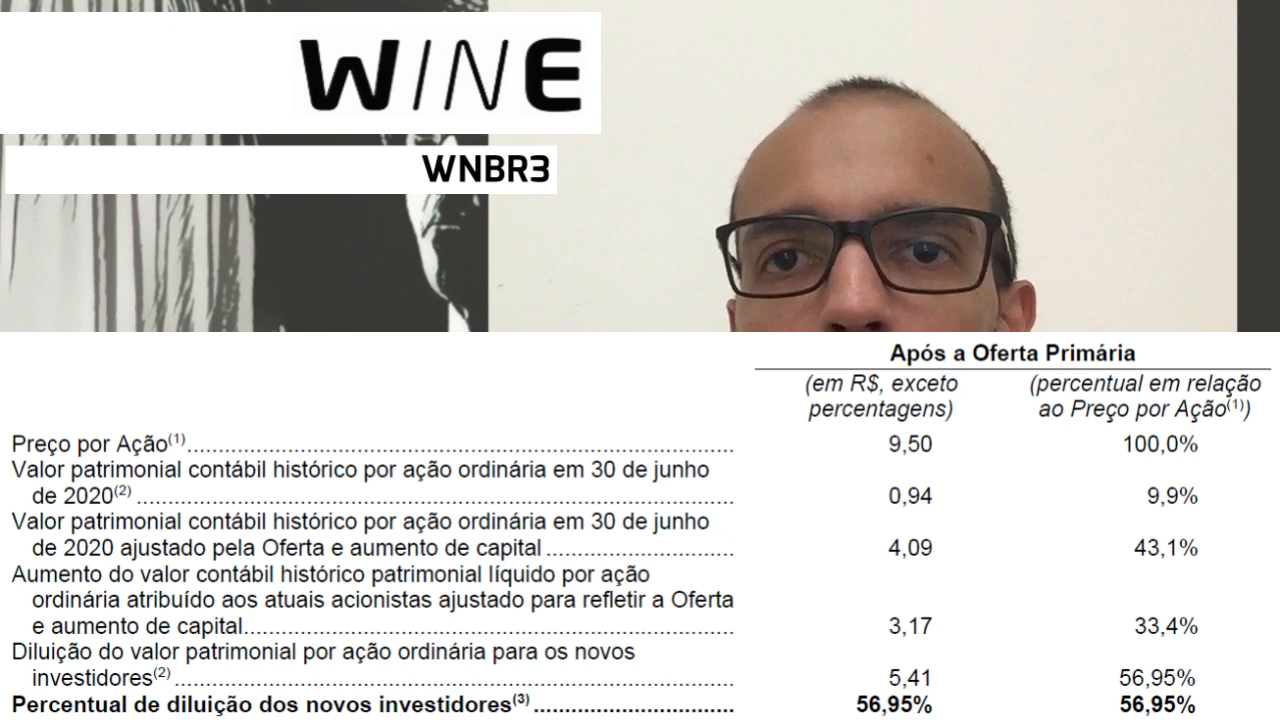 WINE
WNBR3
Após a Oferta Primária
(em R$, exceto percentagens) (percentual em relação ao Preço por Ação(1))
Preço por Ação(1) 9,50 100,0%
Valor patrimonial contábil histórico por ação ordinária em 30 de junho
de 2020(2) 0,94 9,9%
Valor patrimonial contábil histórico por ação ordinária em 30 de junho
de 2020 ajustado pela Oferta e aumento de capital 4,09 43,1%
Aumento do valor contábil histórico patrimonial líquido por ação
ordinária atribuído aos atuais acionistas ajustado para refletir a Oferta
e aumento de capital 3,17 33,4%
Diluição do valor patrimonial por ação ordinária para os novos
investidores(2) 5,41 56,95%
Percentual de diluição dos novos investidores(3) 56,95% 56,95%